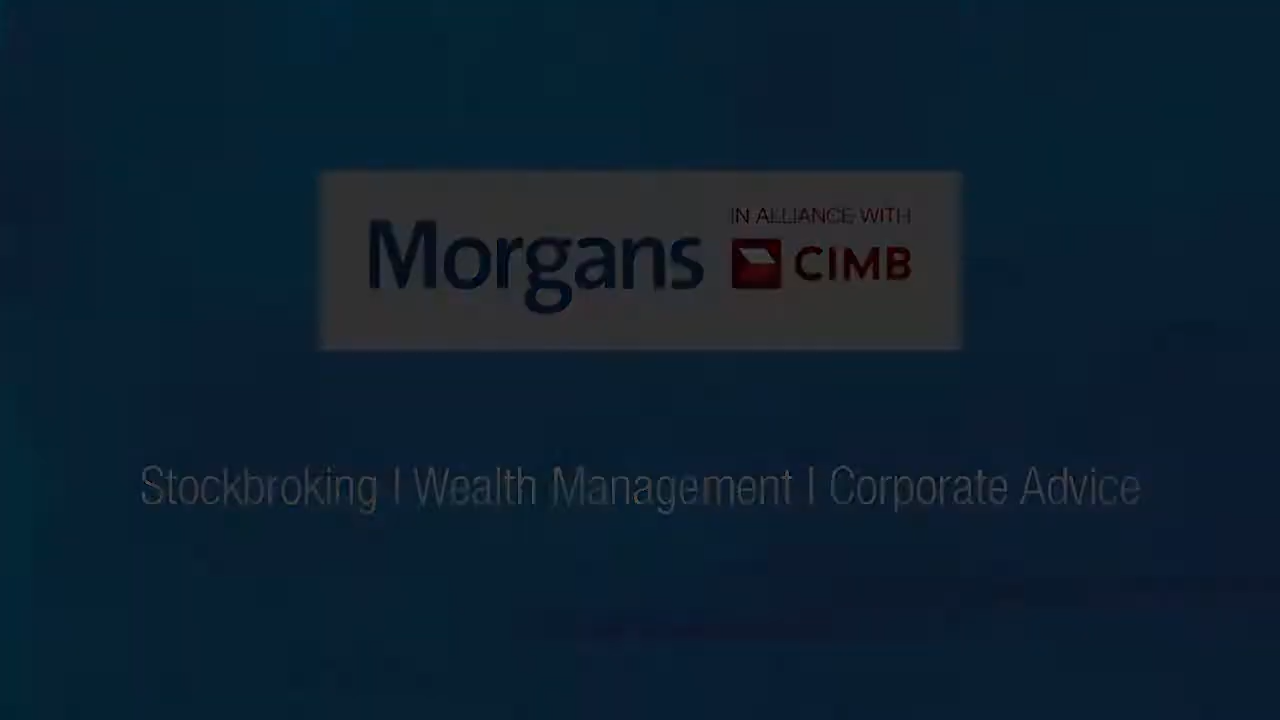 Morgans
IN ALLIANCE WITH
CIMB
Stockbroking | Wealth Management | Corporate Advice